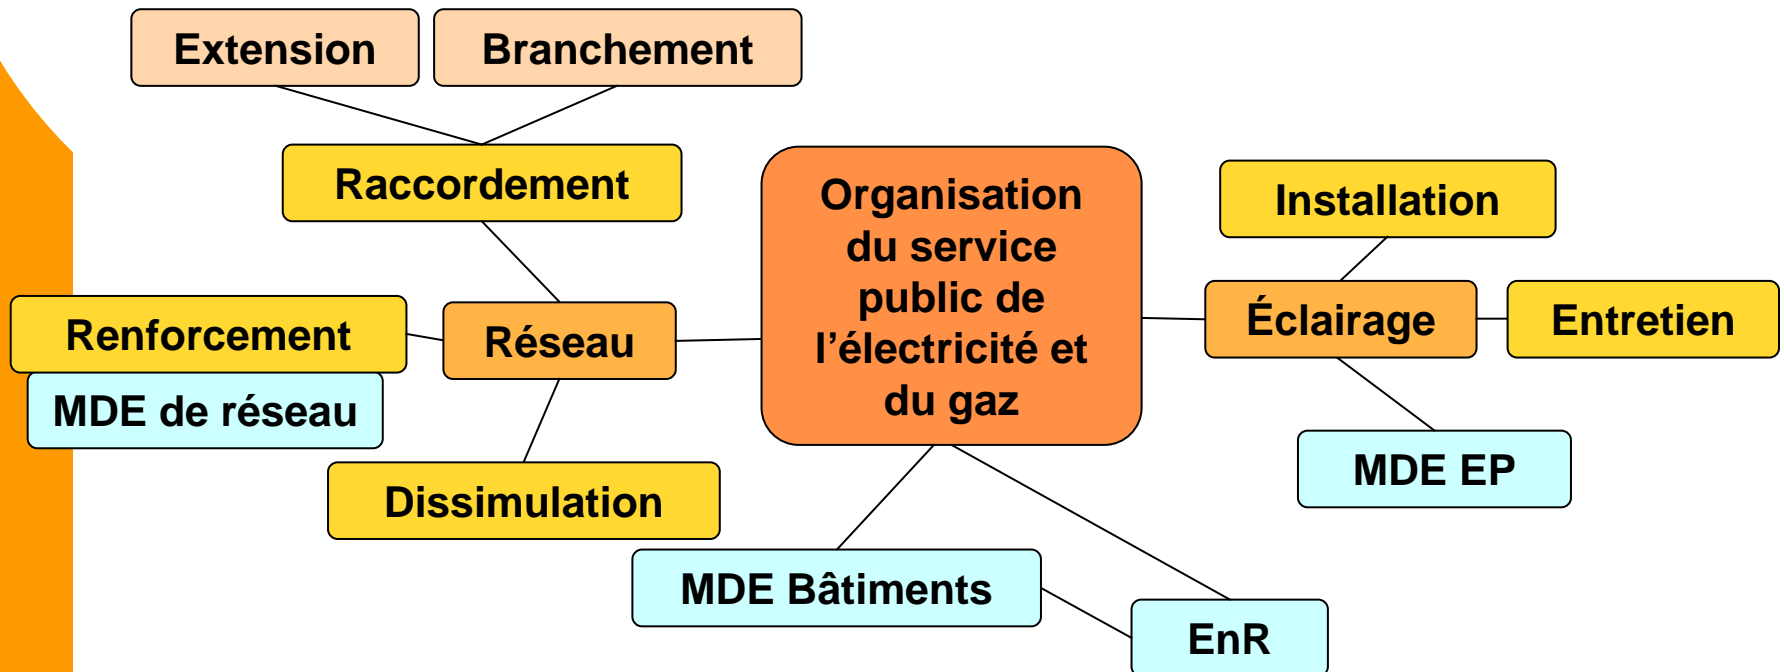 Extension
Branchement
Raccordement
Organisation
du service
public de
l’électricité et
du gaz
Installation
Renforcement
Réseau
Éclairage
Entretien
MDE de réseau
MDE EP
Dissimulation
MDE Bâtiments
EnR